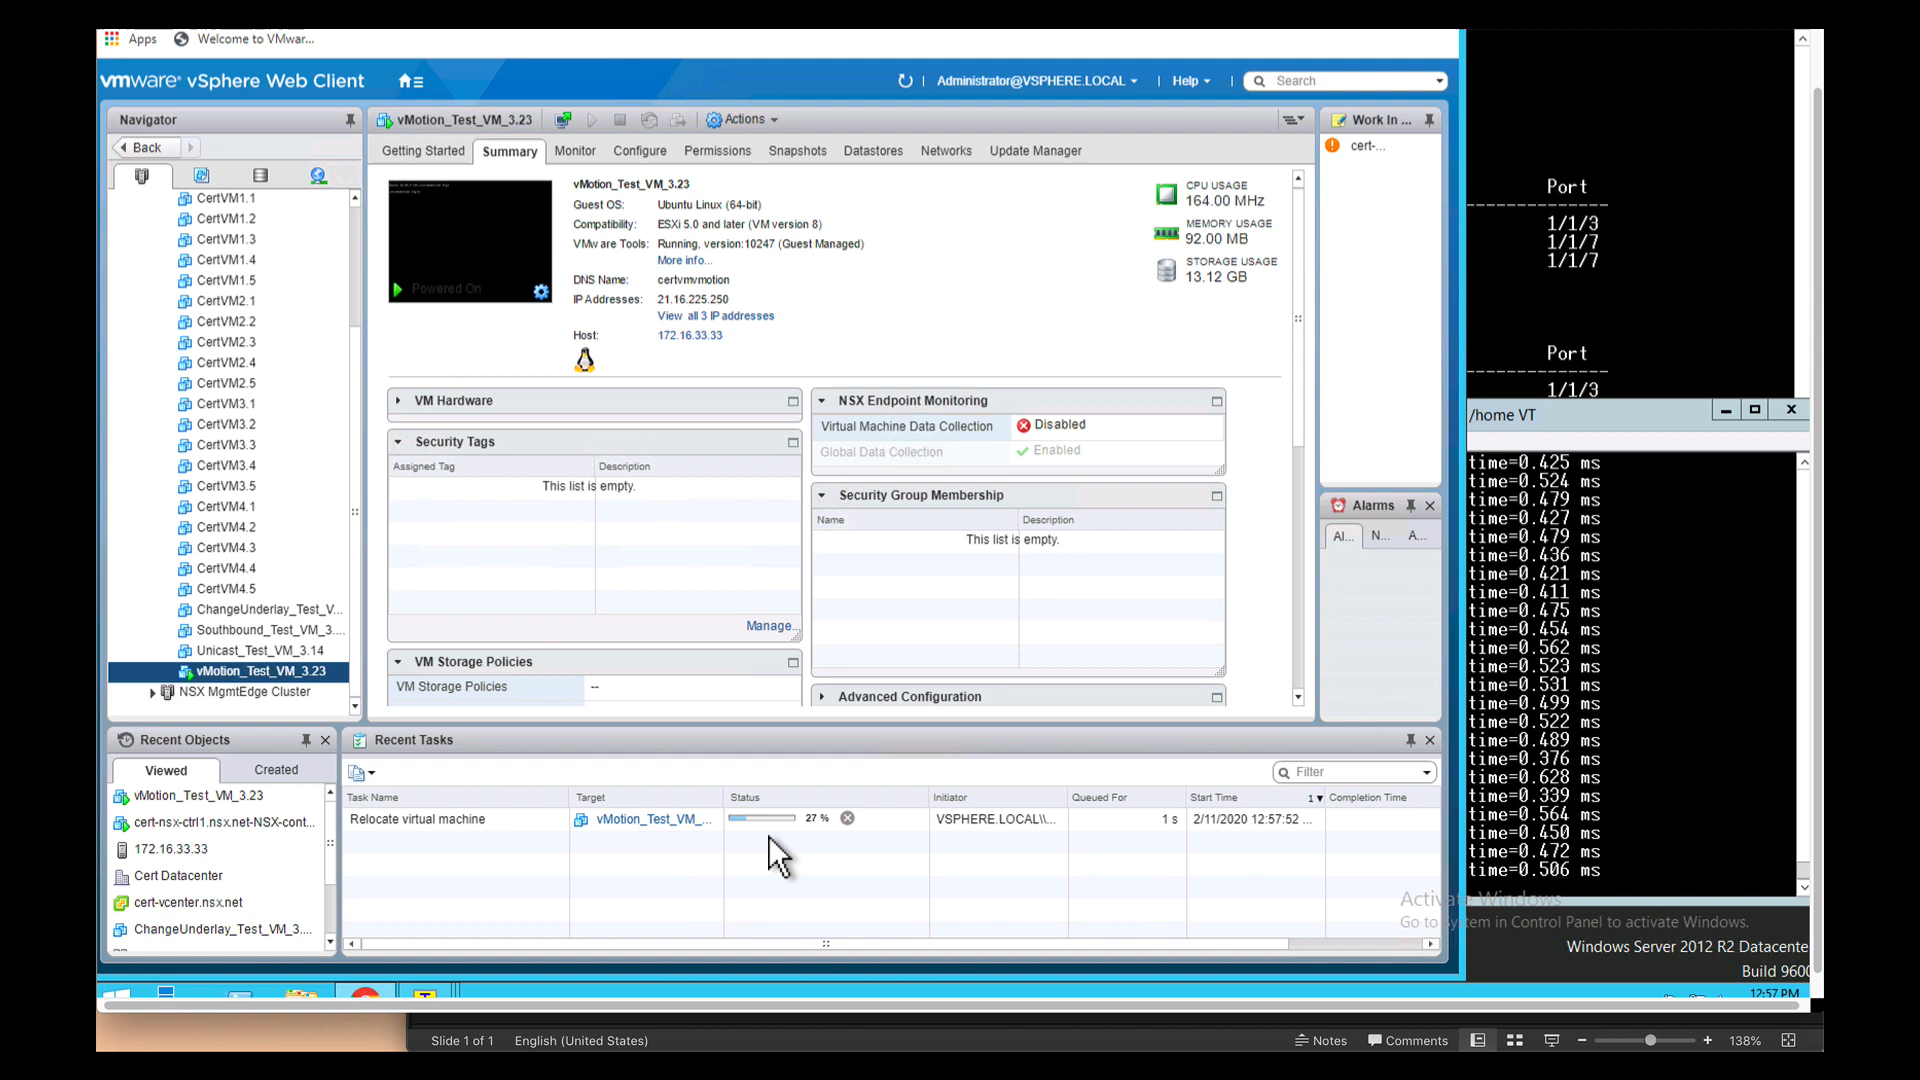 Apps Welcome to VMwar...
vmware® vSphere Web Client
Administrator@VSPHERE.LOCAL
Help
Search
Navigator
Back
CertVM1.1
CertVM1.2
CertVM1.3
CertVM1.4
CertVM1.5
CertVM2.1
CertVM2.2
CertVM2.3
CertVM2.4
CertVM2.5
CertVM3.1
CertVM3.2
CertVM3.3
CertVM3.4
CertVM3.5
CertVM4.1
CertVM4.2
CertVM4.3
CertVM4.4
CertVM4.5
ChangeUnderlay_Test_V...
Southbound_Test_VM_3....
Unicast_Test_VM_3.14
vMotion_Test_VM_3.23
NSX MgmtEdge Cluster
vMotion_Test_VM_3.23
Actions
Getting Started Summary Monitor Configure Permissions Snapshots Datastores Networks Update Manager
Powered On
vMotion_Test_VM_3.23
Guest OS: Ubuntu Linux (64-bit)
Compatibility: ESXi 5.0 and later (VM version 8)
VMware Tools: Running, version:10247 (Guest Managed)
More info...
DNS Name: certvmvmotion
IP Addresses: 21.16.225.250
View all 3 IP addresses
Host: 172.16.33.33
CPU USAGE
164.00 MHz
MEMORY USAGE
92.00 MB
STORAGE USAGE
13.12 GB
VM Hardware
Security Tags
Assigned Tag Description
This list is empty.
Manage...
VM Storage Policies
VM Storage Policies --
NSX Endpoint Monitoring
Virtual Machine Data Collection Disabled
Global Data Collection Enabled
Security Group Membership
Name Description
This list is empty.
Advanced Configuration
Work In ...
cert-...
Alarms
Al... N... A...
Recent Objects
Viewed Created
vMotion_Test_VM_3.23
cert-nsx-ctrl1.nsx.net-NSX-cont...
172.16.33.33
Cert Datacenter
cert-vcenter.nsx.net
ChangeUnderlay_Test_VM_3....
Recent Tasks
Filter
Task Name Target Status Initiator Queued For Start Time 1 Completion Time
Relocate virtual machine vMotion_Test_VM_... 27 % VSPHERE.LOCAL\\... 1 s 2/11/2020 12:57:52 ...
Port
--------------
1/1/3
1/1/7
1/1/7
Port
--------------
1/1/3
/home VT
time=0.425 ms
time=0.524 ms
time=0.479 ms
time=0.427 ms
time=0.479 ms
time=0.436 ms
time=0.421 ms
time=0.411 ms
time=0.475 ms
time=0.454 ms
time=0.562 ms
time=0.523 ms
time=0.531 ms
time=0.499 ms
time=0.522 ms
time=0.489 ms
time=0.376 ms
time=0.628 ms
time=0.339 ms
time=0.564 ms
time=0.450 ms
time=0.472 ms
time=0.506 ms
Activate Windows
Go to System in Control Panel to activate Windows.
Windows Server 2012 R2 Datacente
Build 9600
12:57 PM
Slide 1 of 1 English (United States) Notes Comments 138%